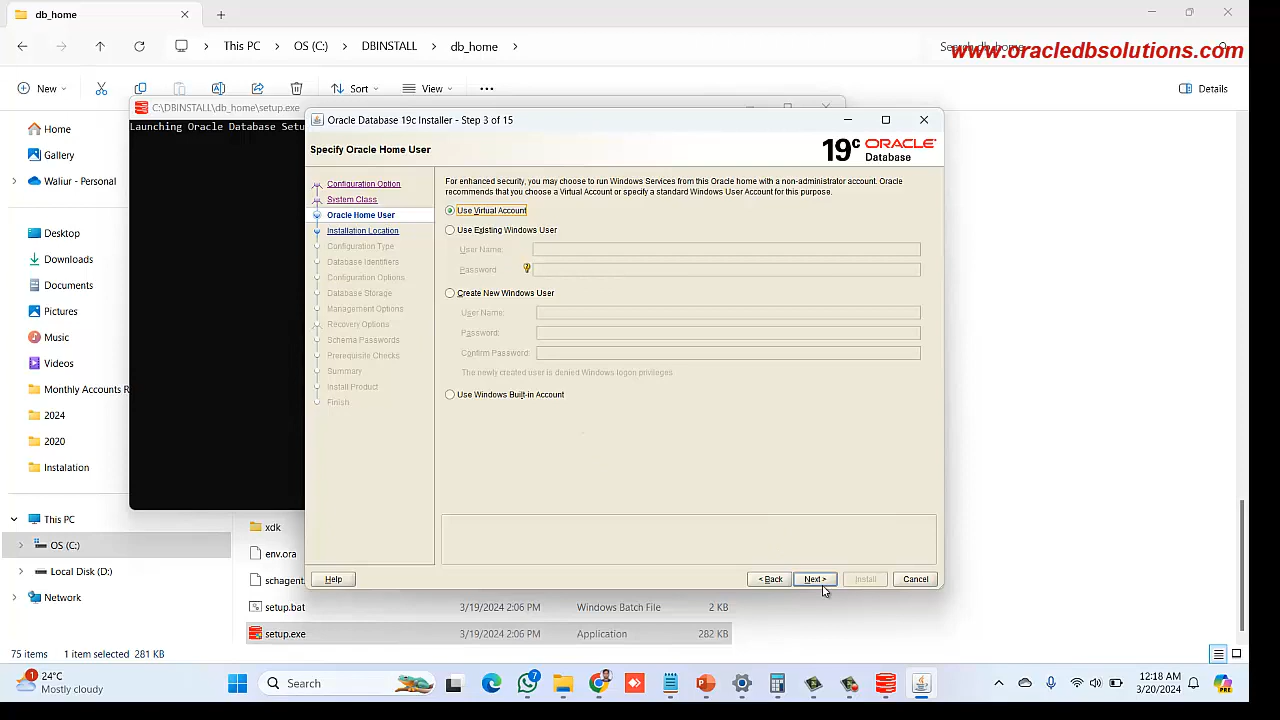 db_home
This PC > OS (C:) > DBINSTALL > db_home >
www.oracledbsolutions.com
New
Sort
View
Details
Home
Gallery
Waliur - Personal
Desktop
Downloads
Documents
Pictures
Music
Videos
Monthly Accounts R
2024
2020
Instalation
This PC
OS (C:)
Local Disk (D:)
Network
C:\DBINSTALL\db_home\setup.exe
Launching Oracle Database Setu
Oracle Database 19c Installer - Step 3 of 15
Specify Oracle Home User
19c ORACLE
Database
Configuration Option
System Class
Oracle Home User
Installation Location
Configuration Type
Database Identifiers
Configuration Options
Database Storage
Management Options
Recovery Options
Schema Passwords
Prerequisite Checks
Summary
Install Product
Finish
For enhanced security, you may choose to run Windows Services from this Oracle home with a non-administrator account. Oracle
recommends that you choose a Virtual Account or specify a standard Windows User Account for this purpose.
Use Virtual Account
Use Existing Windows User
User Name:
Password:
Create New Windows User
User Name:
Password:
Confirm Password:
The newly created user is denied Windows logon privileges.
Use Windows Built-in Account
Help
< Back
Next >
Install
Cancel
xdk
env.ora
schagent
setup.bat 3/19/2024 2:06 PM Windows Batch File 2 KB
setup.exe 3/19/2024 2:06 PM Application 282 KB
75 items 1 item selected 281 KB
1
24°C
Mostly cloudy
Search
7
PRE
12:18 AM
3/20/2024